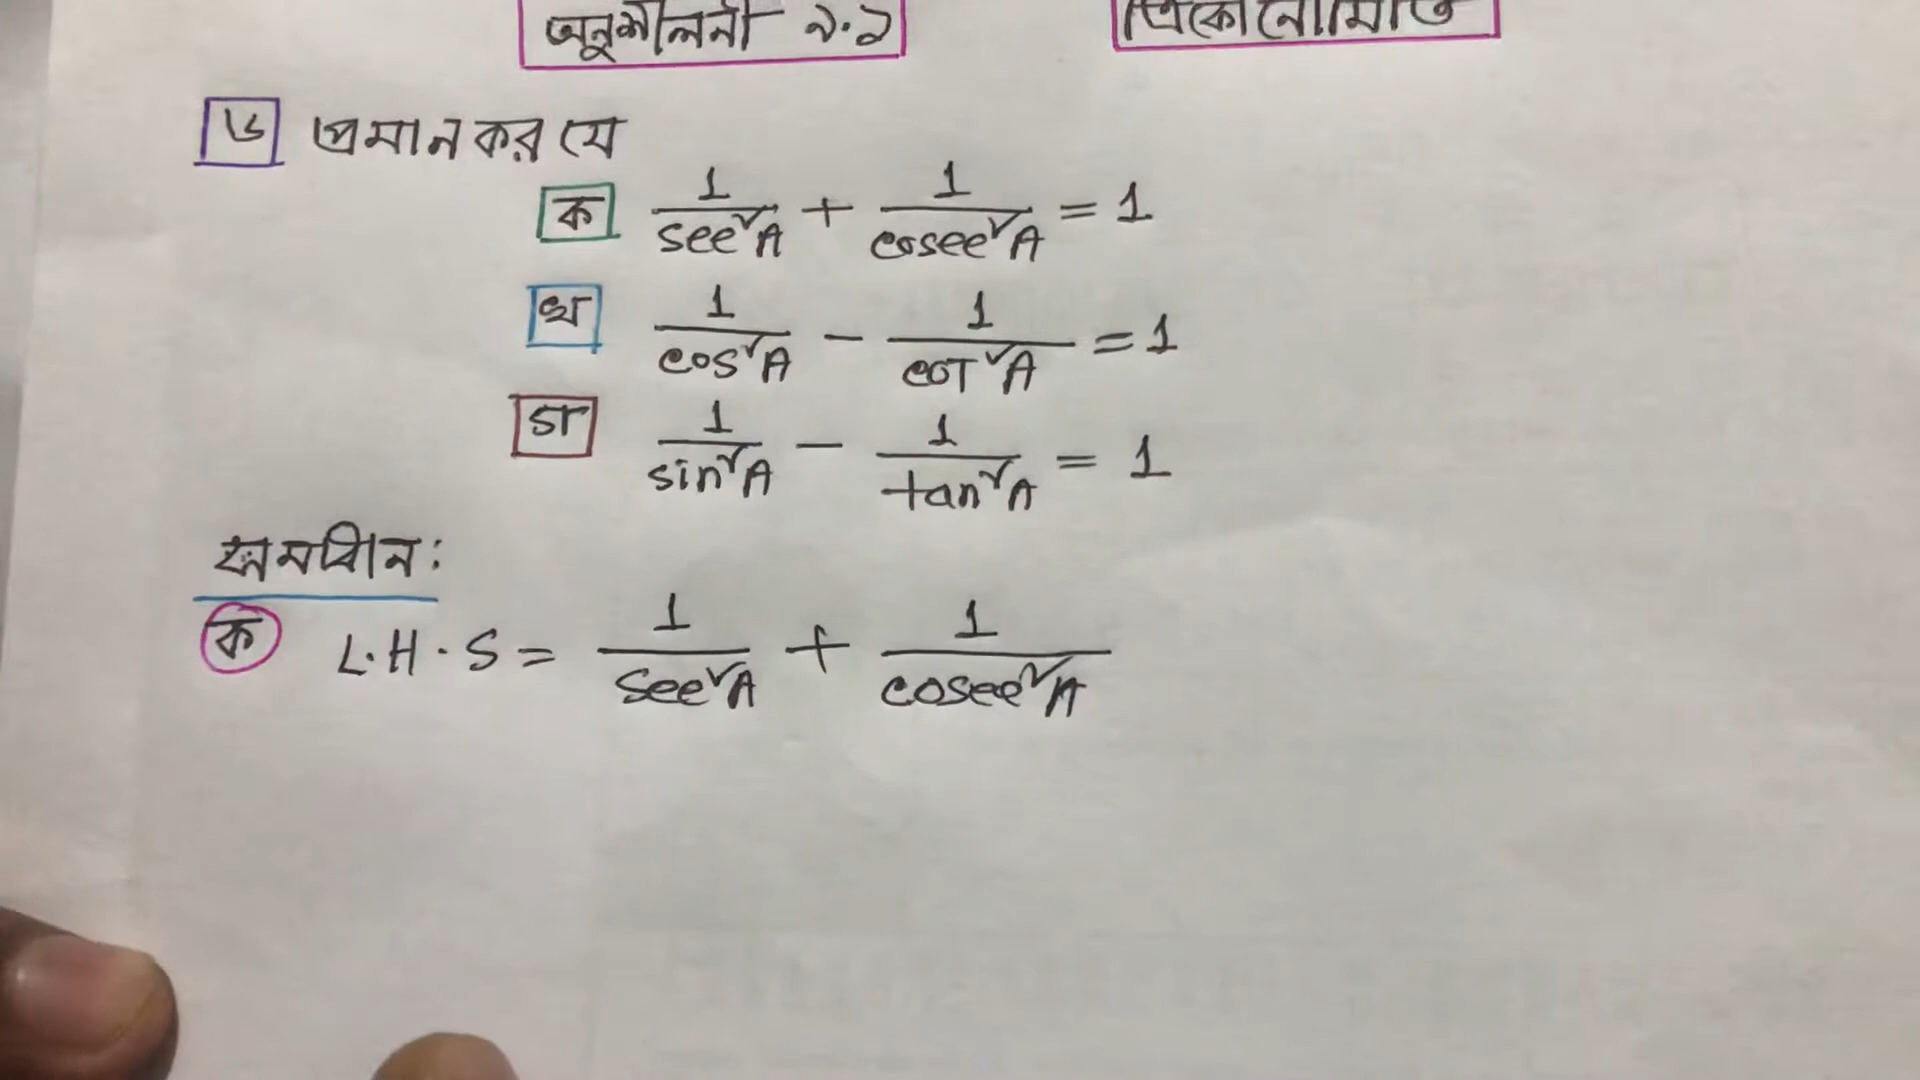 অনুশীলনী ৯.১ ত্রিকোনোমিতি
৬ প্রমান কর যে
ক 1/sec²A + 1/cosec²A = 1
খ 1/cos²A - 1/cot²A = 1
গ 1/sin²A - 1/tan²A = 1
সমাধান:
ক L.H.S = 1/sec²A + 1/cosec²A